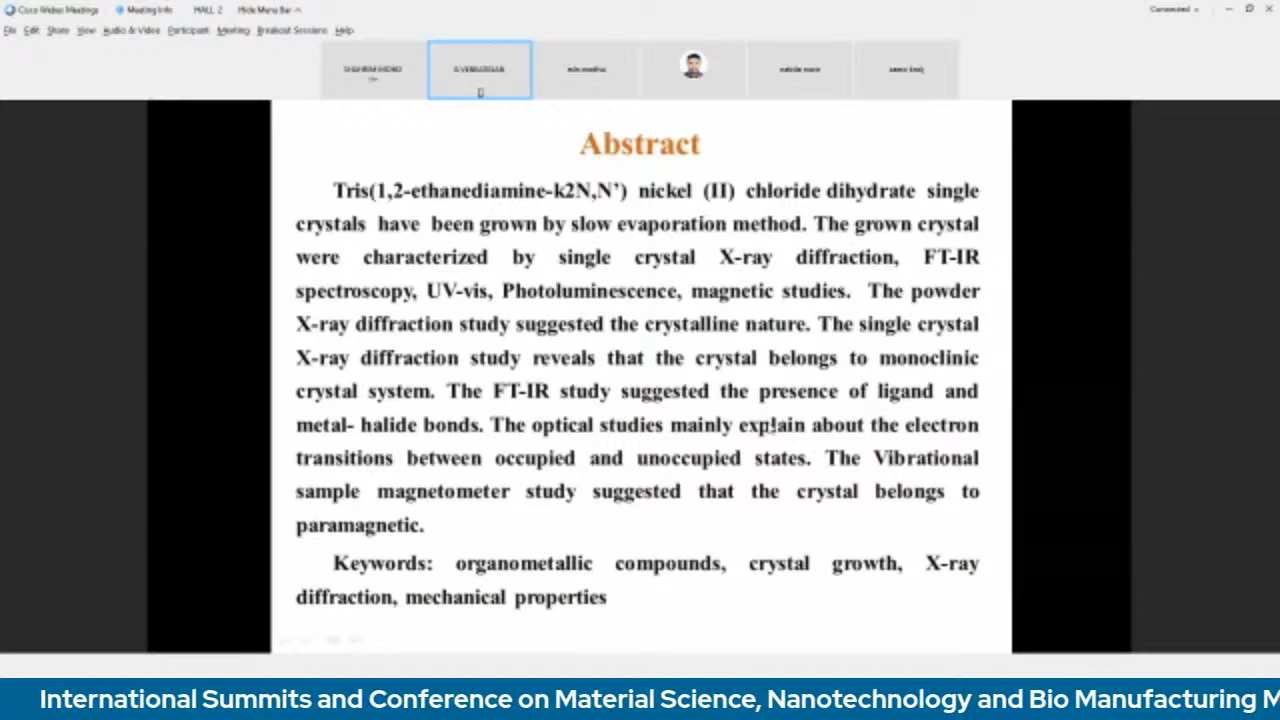 Cisco Webex Meetings Meeting Info HALL 2 Hide Menu Bar
Connected
File Edit Share View Audio & Video Participant Meeting Breakout Sessions Help
Abstract
Tris(1,2-ethanediamine-k2N,N’) nickel (II) chloride dihydrate single
crystals have been grown by slow evaporation method. The grown crystal
were characterized by single crystal X-ray diffraction, FT-IR
spectroscopy, UV-vis, Photoluminescence, magnetic studies. The powder
X-ray diffraction study suggested the crystalline nature. The single crystal
X-ray diffraction study reveals that the crystal belongs to monoclinic
crystal system. The FT-IR study suggested the presence of ligand and
metal- halide bonds. The optical studies mainly explain about the electron
transitions between occupied and unoccupied states. The Vibrational
sample magnetometer study suggested that the crystal belongs to
paramagnetic.
Keywords: organometallic compounds, crystal growth, X-ray
diffraction, mechanical properties
International Summits and Conference on Material Science, Nanotechnology and Bio Manufacturing M